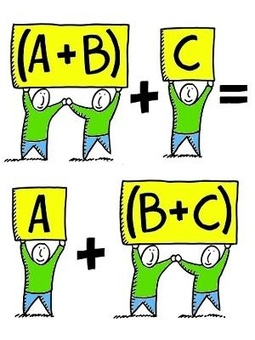 (A+B) + C =
A + (B+C)